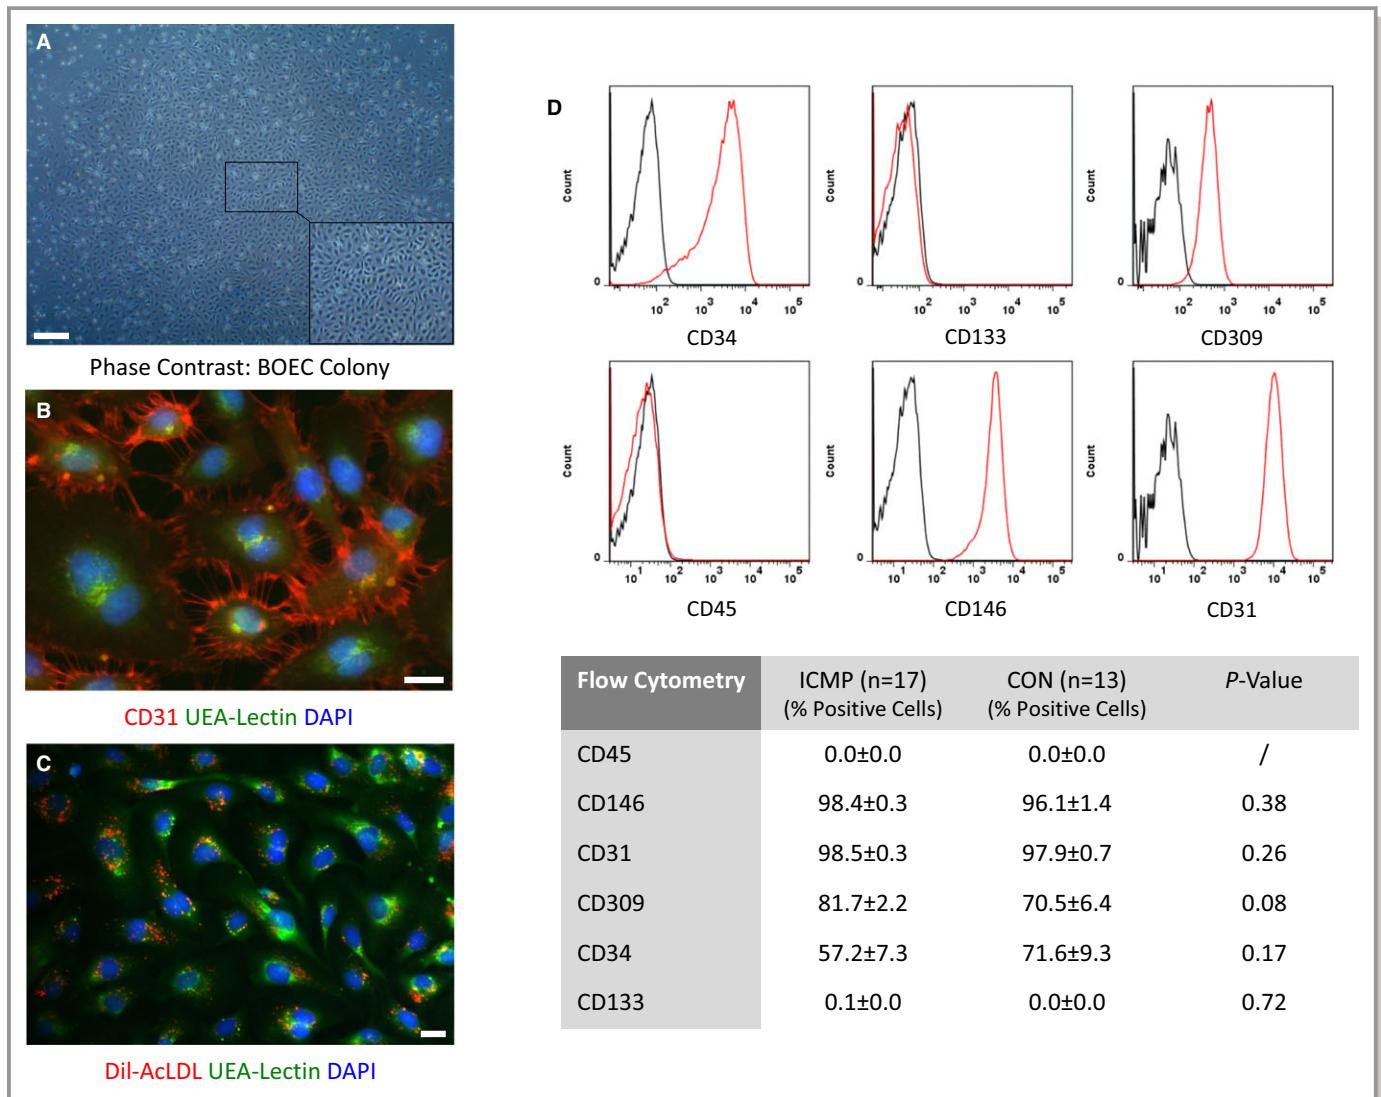 A
Phase Contrast: BOEC Colony
B
CD31 UEA-Lectin DAPI
C
Dil-AcLDL UEA-Lectin DAPI
D
Count
0
10^2 10^3 10^4 10^5
CD34
Count
0
10^2 10^3 10^4 10^5
CD133
Count
0
10^2 10^3 10^4 10^5
CD309
Count
0
10^1 10^2 10^3 10^4 10^5
CD45
Count
0
10^1 10^2 10^3 10^4 10^5
CD146
Count
0
10^1 10^2 10^3 10^4 10^5
CD31
Flow Cytometry ICMP (n=17) CON (n=13) P-Value
(% Positive Cells) (% Positive Cells)
CD45 0.0±0.0 0.0±0.0 /
CD146 98.4±0.3 96.1±1.4 0.38
CD31 98.5±0.3 97.9±0.7 0.26
CD309 81.7±2.2 70.5±6.4 0.08
CD34 57.2±7.3 71.6±9.3 0.17
CD133 0.1±0.0 0.0±0.0 0.72